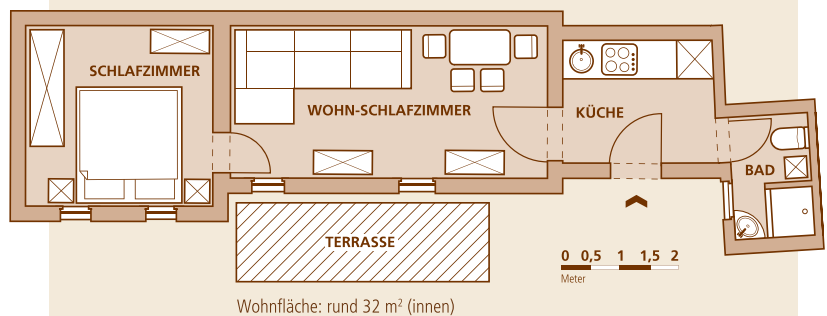 SCHLAFZIMMER
WOHN-SCHLAFZIMMER
KÜCHE
BAD
TERRASSE
0 0,5 1 1,5 2
Meter
Wohnfläche: rund 32 m² (innen)